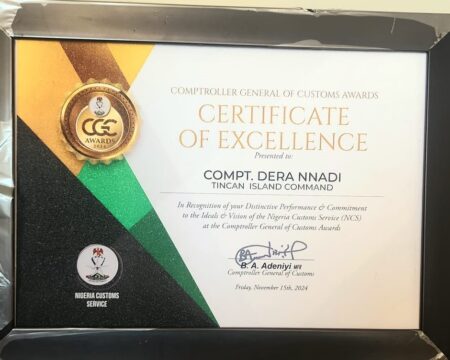 COMPTROLLER GENERAL OF CUSTOMS AWARDS
CERTIFICATE
OF EXCELLENCE
Presented to:
COMPT. DERA NNADI
TINCAN ISLAND COMMAND
In Recognition of your Distinctive Performance & Commitment
to the Ideals & Vision of the Nigeria Customs Service (NCS)
at the Comptroller General of Customs Awards
B. A. Adeniyi MFR
Comptroller General of Customs
Friday, November 15th, 2024
CGC
AWARDS
2024
NIGERIA CUSTOMS
SERVICE